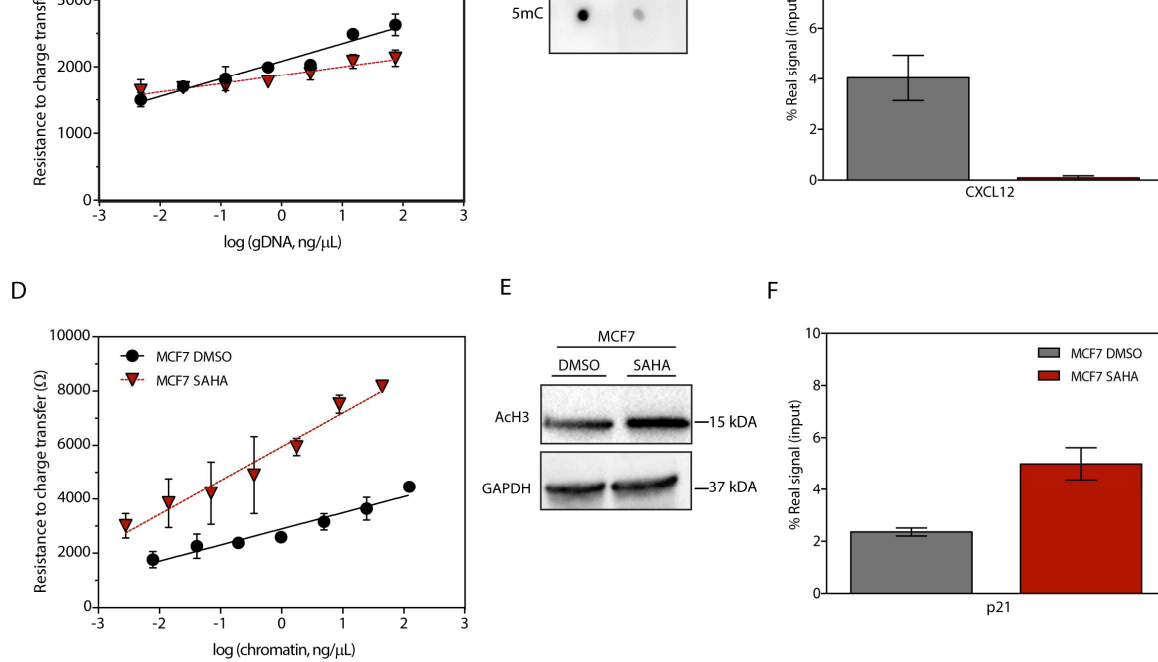 3000
2000
1000
0
-3 -2 -1 0 1 2 3
log (gDNA, ng/μL)
Resistance to charge transf
5mC
% Real signal (input
6
4
2
0
CXCL12
D
10000
8000
6000
4000
2000
0
-3 -2 -1 0 1 2 3
MCF7 DMSO
MCF7 SAHA
Resistance to charge transfer (Ω)
log (chromatin, ng/μL)
E
MCF7
DMSO SAHA
AcH3
15 kDA
GAPDH
37 kDA
F
10
8
6
4
2
0
MCF7 DMSO
MCF7 SAHA
% Real signal (input)
p21